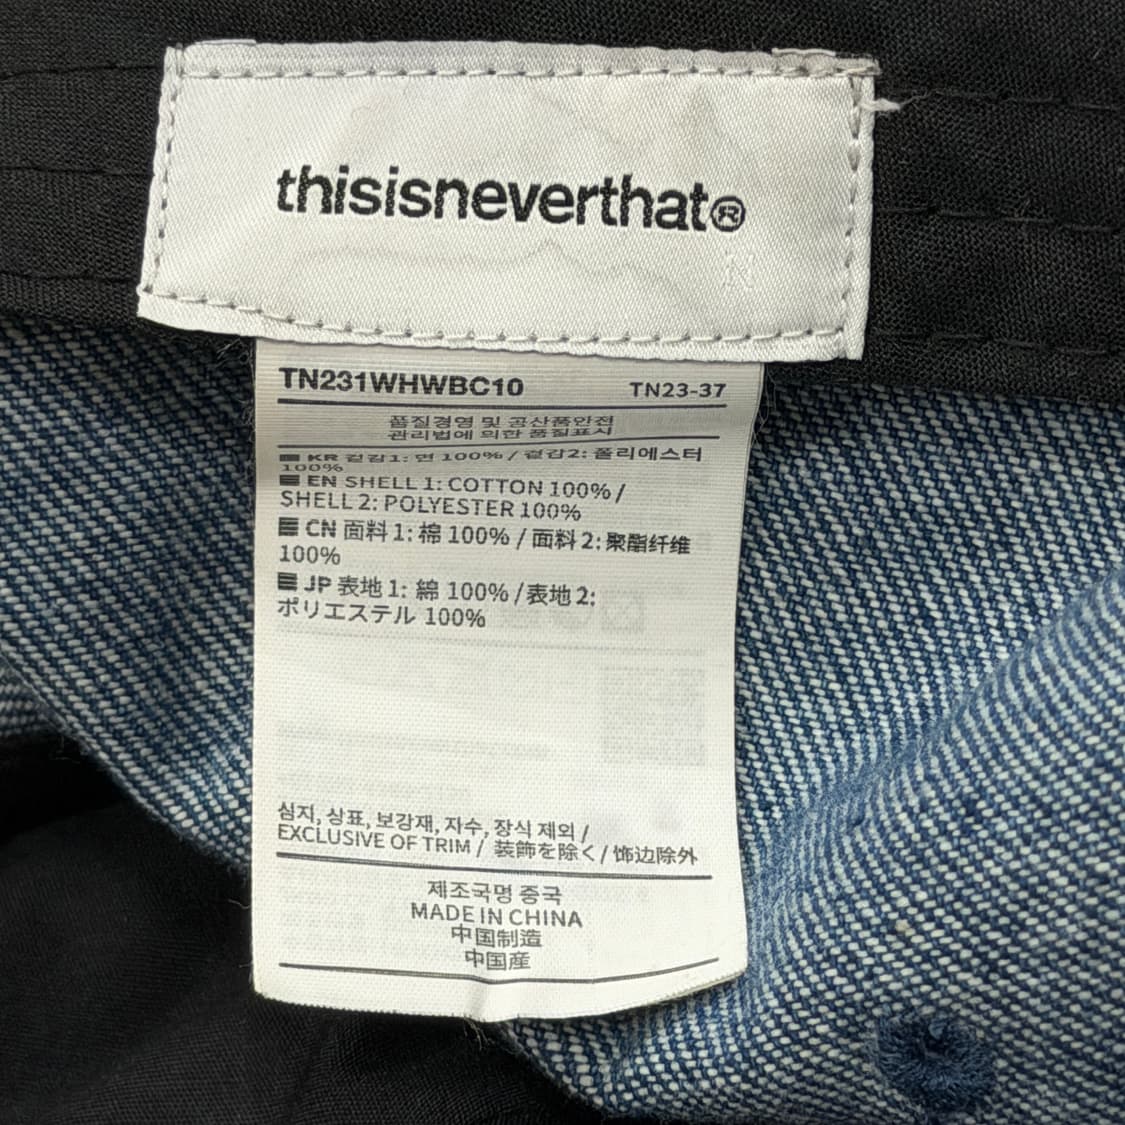 thisisneverthat®
TN231WHWBC10 TN23-37
품질경영 및 공산품안전
관리법에 의한 품질표시
KR 겉감1: 면 100% / 겉감2: 폴리에스터
100%
EN SHELL 1: COTTON 100% /
SHELL 2: POLYESTER 100%
CN 面料 1: 棉 100% / 面料 2: 聚酯纤维
100%
JP 表地 1: 綿 100% / 表地 2:
ポリエステル 100%
심지, 상표, 보강재, 자수, 장식 제외 /
EXCLUSIVE OF TRIM / 装飾を除く / 饰边除外
제조국명 중국
MADE IN CHINA
中国制造
中国産